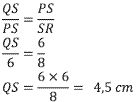 QS/PS = PS/SR
QS/6 = 6/8
QS = 6 × 6/8 = 4,5 cm